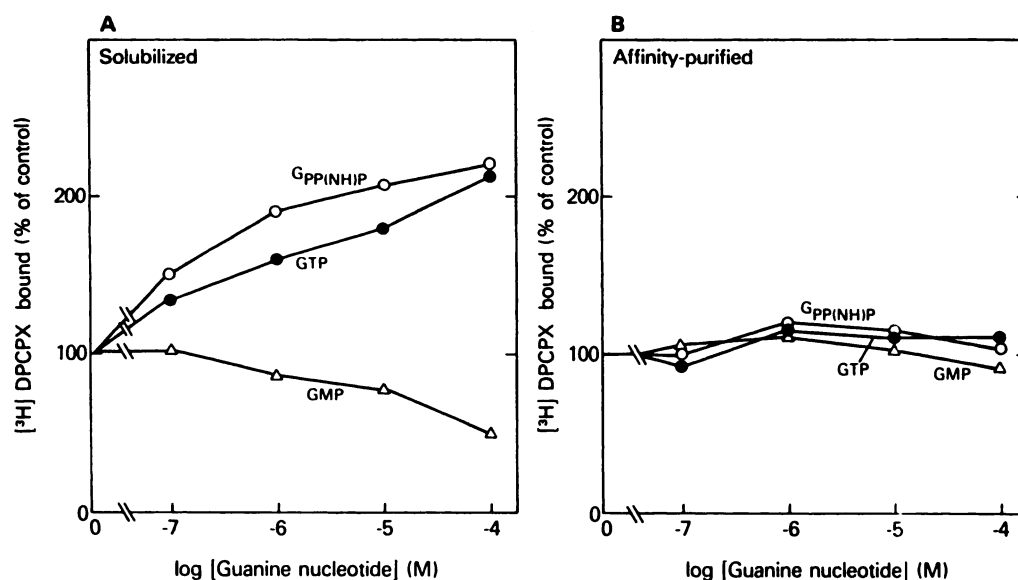 A
Solubilized
[³H] DPCPX bound (% of control)
200
100
0
GPP(NH)P
GTP
GMP
0 -7 -6 -5 -4
log [Guanine nucleotide] (M)
B
Affinity-purified
[³H] DPCPX bound (% of control)
200
100
0
GPP(NH)P
GTP
GMP
0 -7 -6 -5 -4
log [Guanine nucleotide] (M)